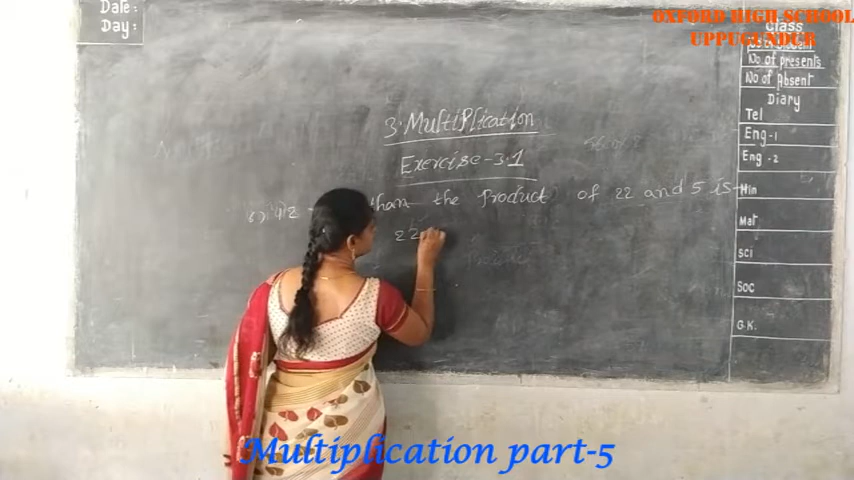 OXFORD HIGH SCHOOL
UPPUGUNDUR
Date:
Day:
Class
No. of presents
No of Absent
Diary
Tel
Eng-1
Eng-2
Hin
Mat
Sci
Soc
G.K.
3. Multiplication
Exercise-3.1
than the product of 22 and 5 is
22
Multiplication part-5